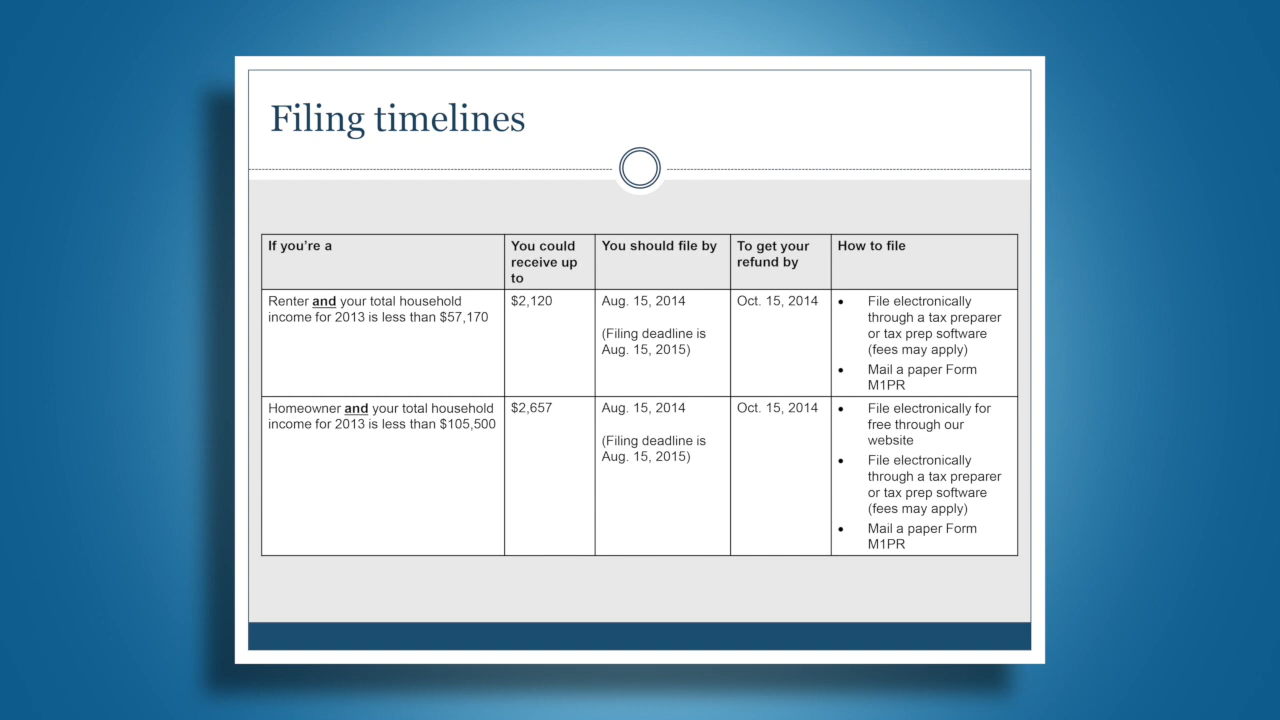 Filing timelines
If you’re a
You could
receive up
to
You should file by
To get your
refund by
How to file
Renter and your total household
income for 2013 is less than $57,170
$2,120
Aug. 15, 2014
(Filing deadline is
Aug. 15, 2015)
Oct. 15, 2014
• File electronically
through a tax preparer
or tax prep software
(fees may apply)
• Mail a paper Form
M1PR
Homeowner and your total household
income for 2013 is less than $105,500
$2,657
Aug. 15, 2014
(Filing deadline is
Aug. 15, 2015)
Oct. 15, 2014
• File electronically for
free through our
website
• File electronically
through a tax preparer
or tax prep software
(fees may apply)
• Mail a paper Form
M1PR